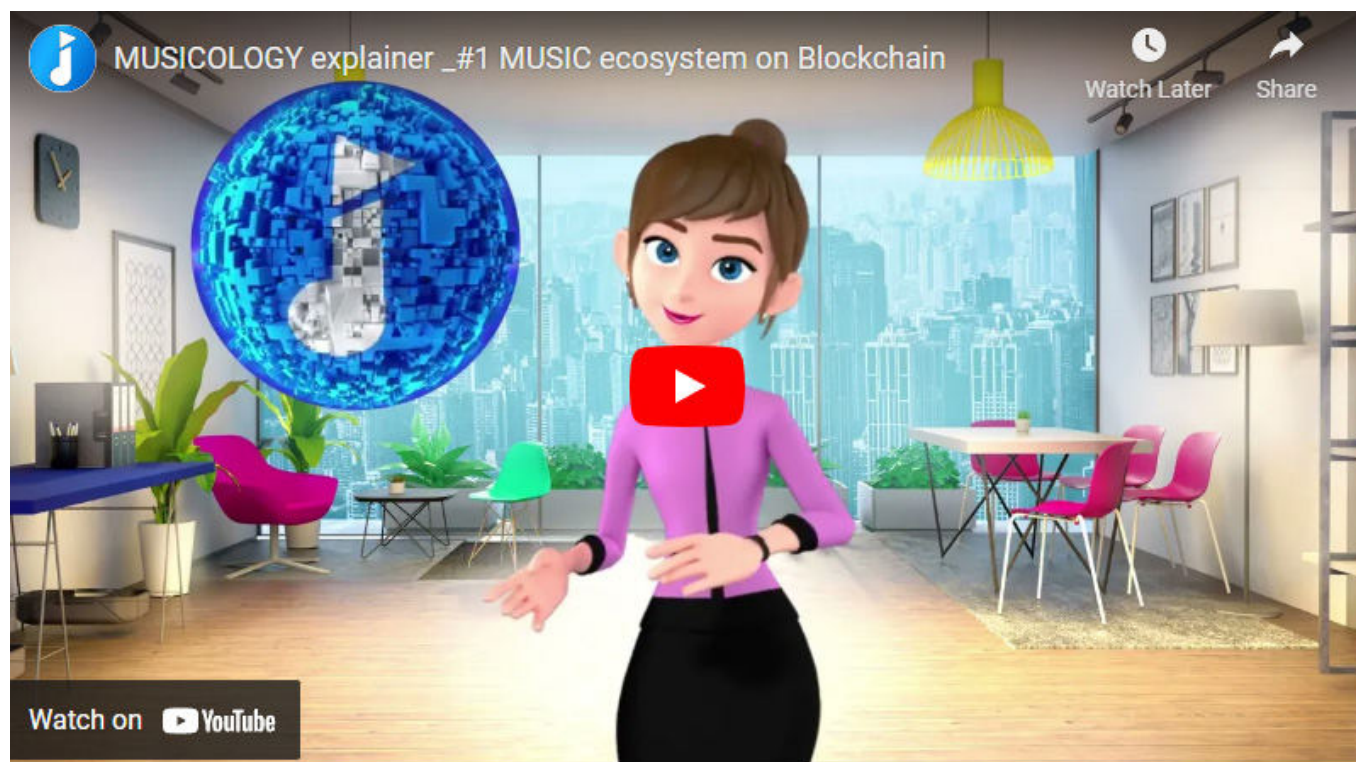 MUSICOLOGY explainer _#1 MUSIC ecosystem on Blockchain
Watch Later
Share
Watch on YouTube